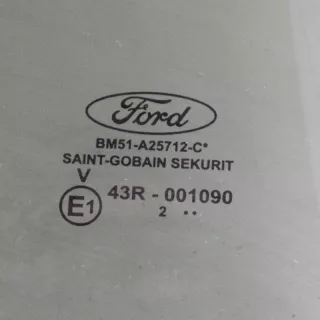 Ford
BM51-A25712-C*
SAINT-GOBAIN SEKURIT
V
E1 43R - 001090
2 ..